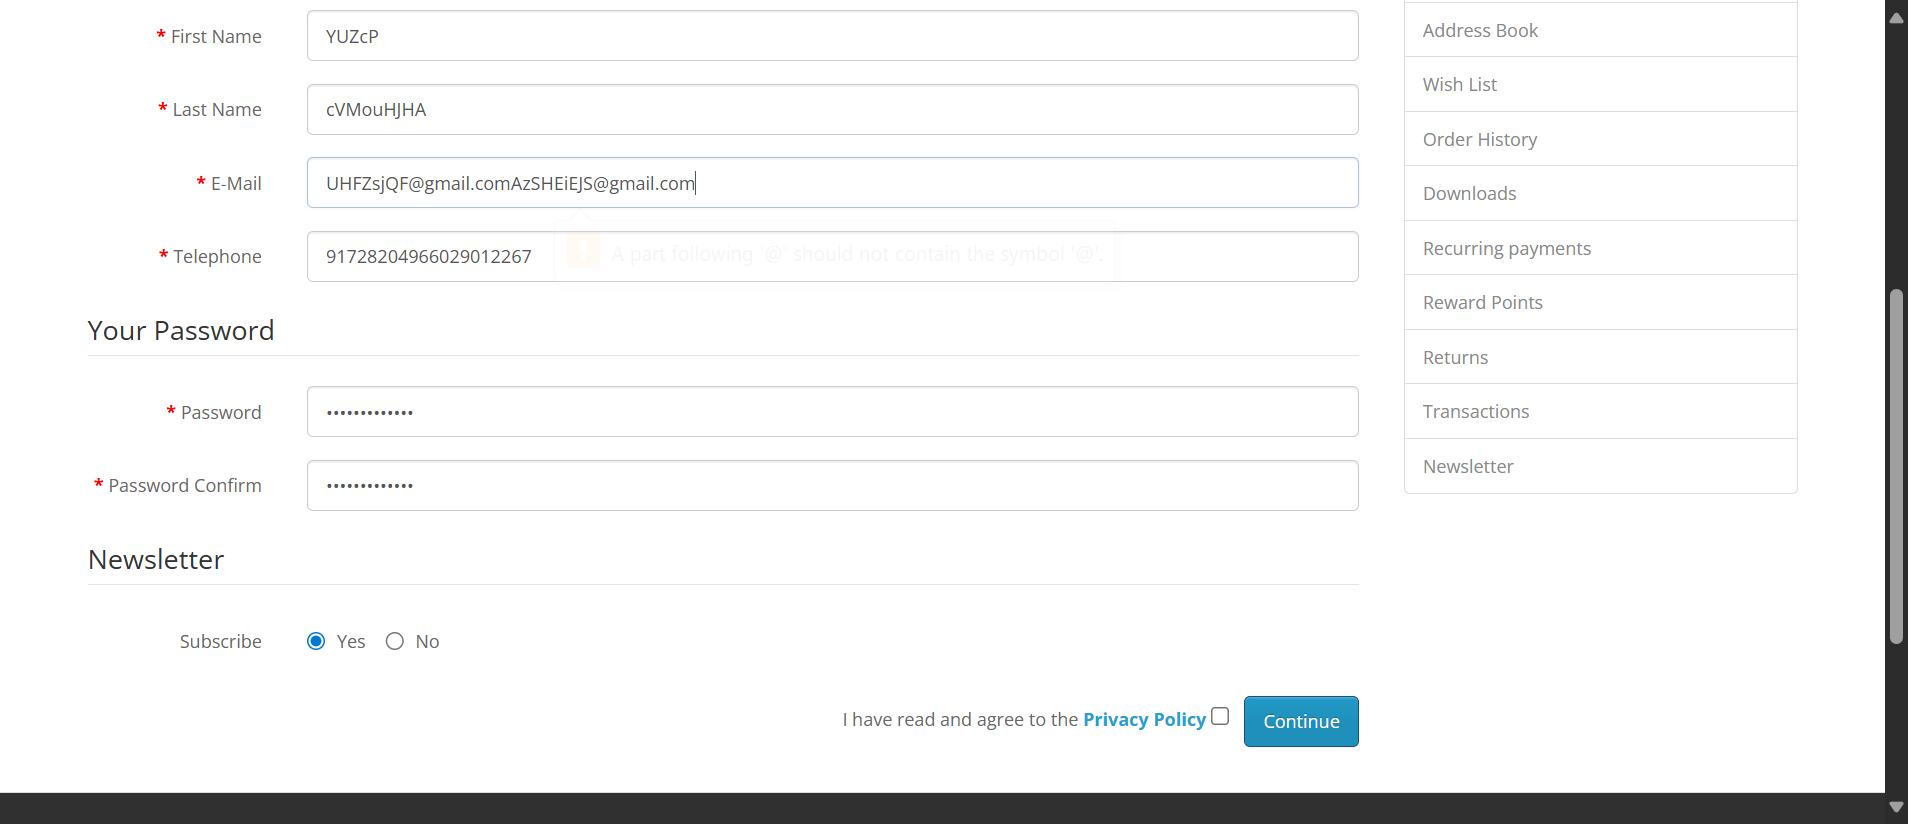 * First Name YUZcP
* Last Name cVMouHJHA
* E-Mail UHFZsjQF@gmail.comAzSHEiEJS@gmail.com
! A part following '@' should not contain the symbol '@'.
* Telephone 91728204966029012267
Your Password
* Password •••••••••••••
* Password Confirm •••••••••••••
Newsletter
Subscribe Yes No
I have read and agree to the Privacy Policy Continue
Address Book
Wish List
Order History
Downloads
Recurring payments
Reward Points
Returns
Transactions
Newsletter